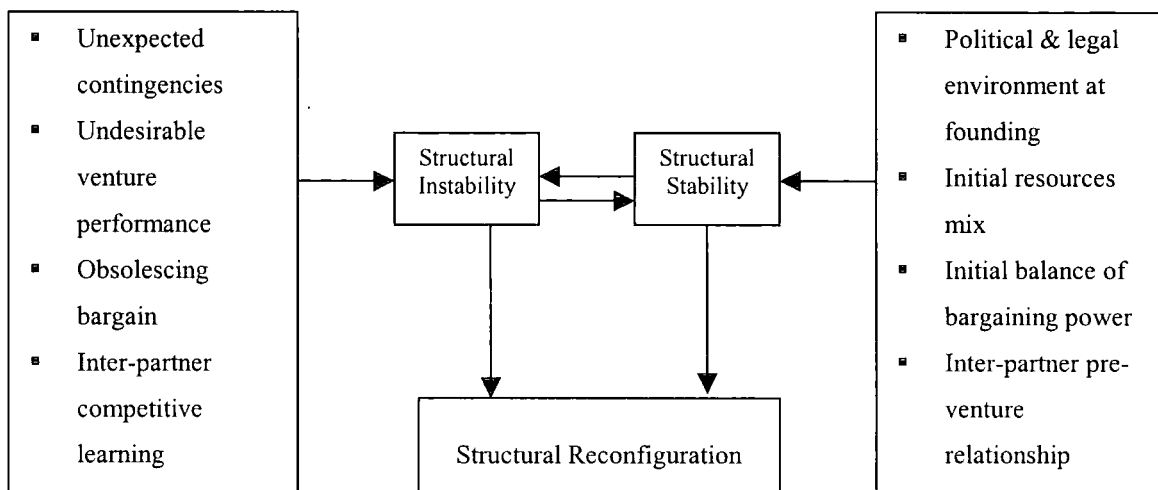 ▪ Unexpected
contingencies
▪ Undesirable
venture
performance
▪ Obsolescing
bargain
▪ Inter-partner
competitive
learning
Structural
Instability
Structural
Stability
Structural Reconfiguration
▪ Political & legal
environment at
founding
▪ Initial resources
mix
▪ Initial balance of
bargaining power
▪ Inter-partner pre-
venture
relationship